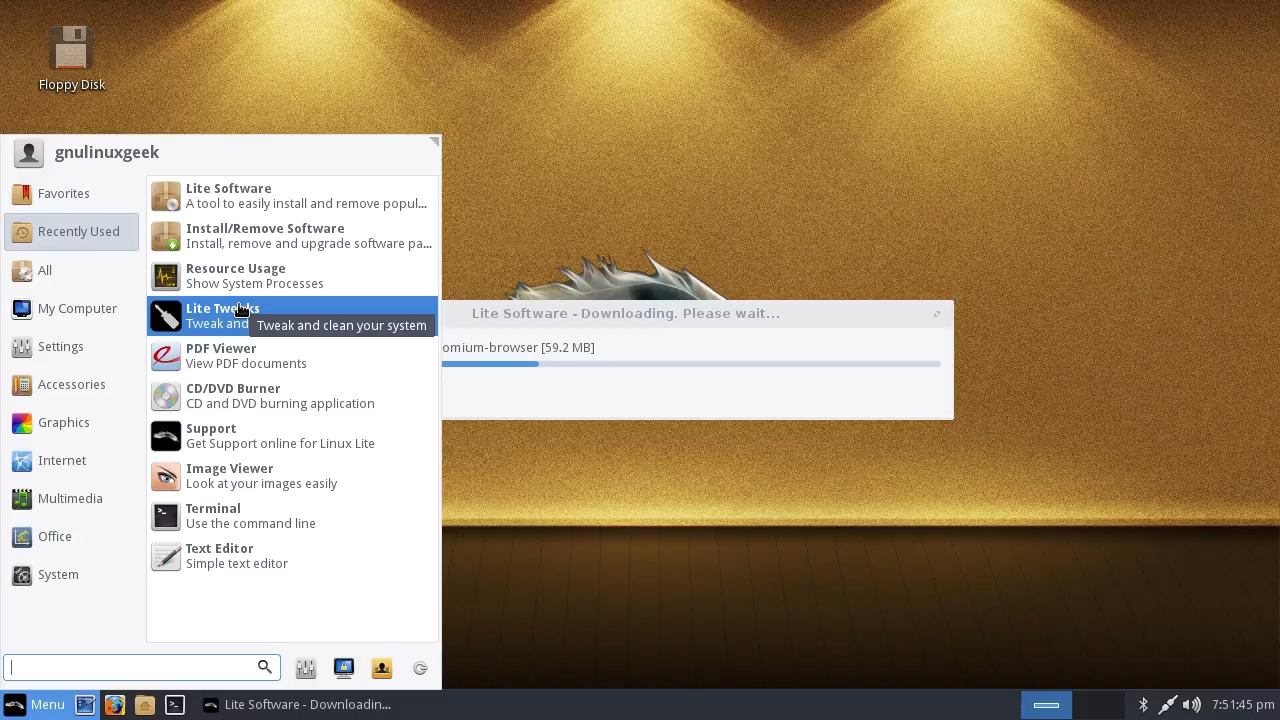 Floppy Disk
gnulinuxgeek
Favorites
Recently Used
All
My Computer
Settings
Accessories
Graphics
Internet
Multimedia
Office
System
Lite Software
A tool to easily install and remove popul...
Install/Remove Software
Install, remove and upgrade software pa...
Resource Usage
Show System Processes
Lite Tweaks
Tweak and
Tweak and clean your system
PDF Viewer
View PDF documents
CD/DVD Burner
CD and DVD burning application
Support
Get Support online for Linux Lite
Image Viewer
Look at your images easily
Terminal
Use the command line
Text Editor
Simple text editor
Lite Software - Downloading. Please wait...
omium-browser [59.2 MB]
Menu
Lite Software - Downloadin...
7:51:45 pm